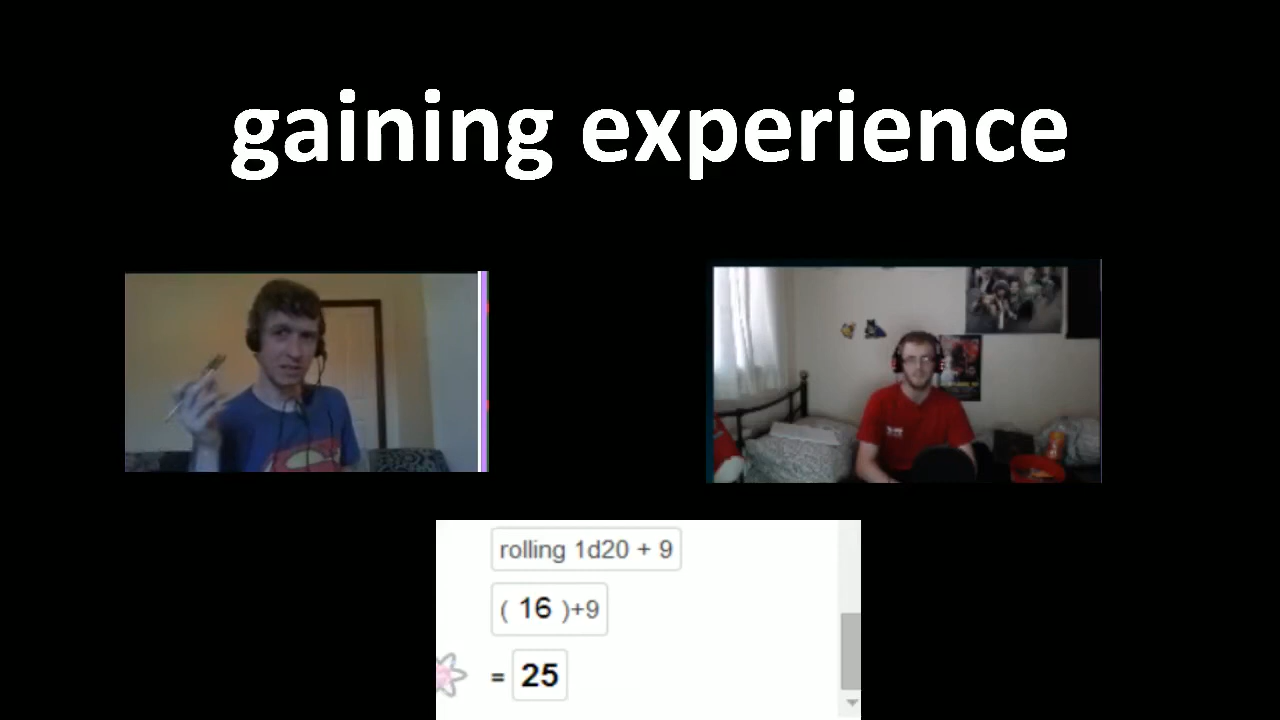 gaining experience
rolling 1d20 + 9
( 16 )+9
= 25